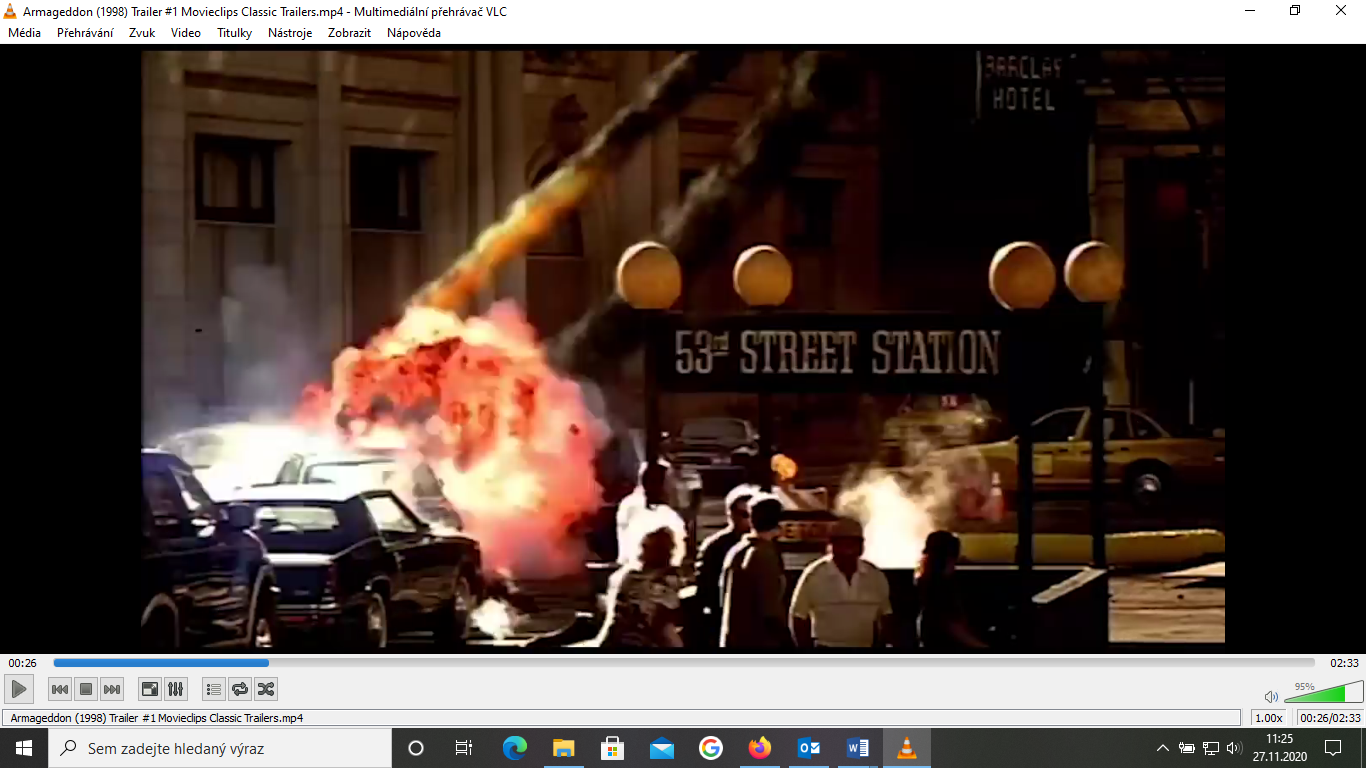 Armageddon (1998) Trailer #1 Movieclips Classic Trailers.mp4 - Multimediální přehrávač VLC
Média Přehrávání Zvuk Video Titulky Nástroje Zobrazit Nápověda
BARCLAY
HOTEL
53rd STREET STATION
00:26 02:33
95%
Armageddon (1998) Trailer #1 Movieclips Classic Trailers.mp4 1.00x 00:26/02:33
Sem zadejte hledaný výraz
11:25
27.11.2020